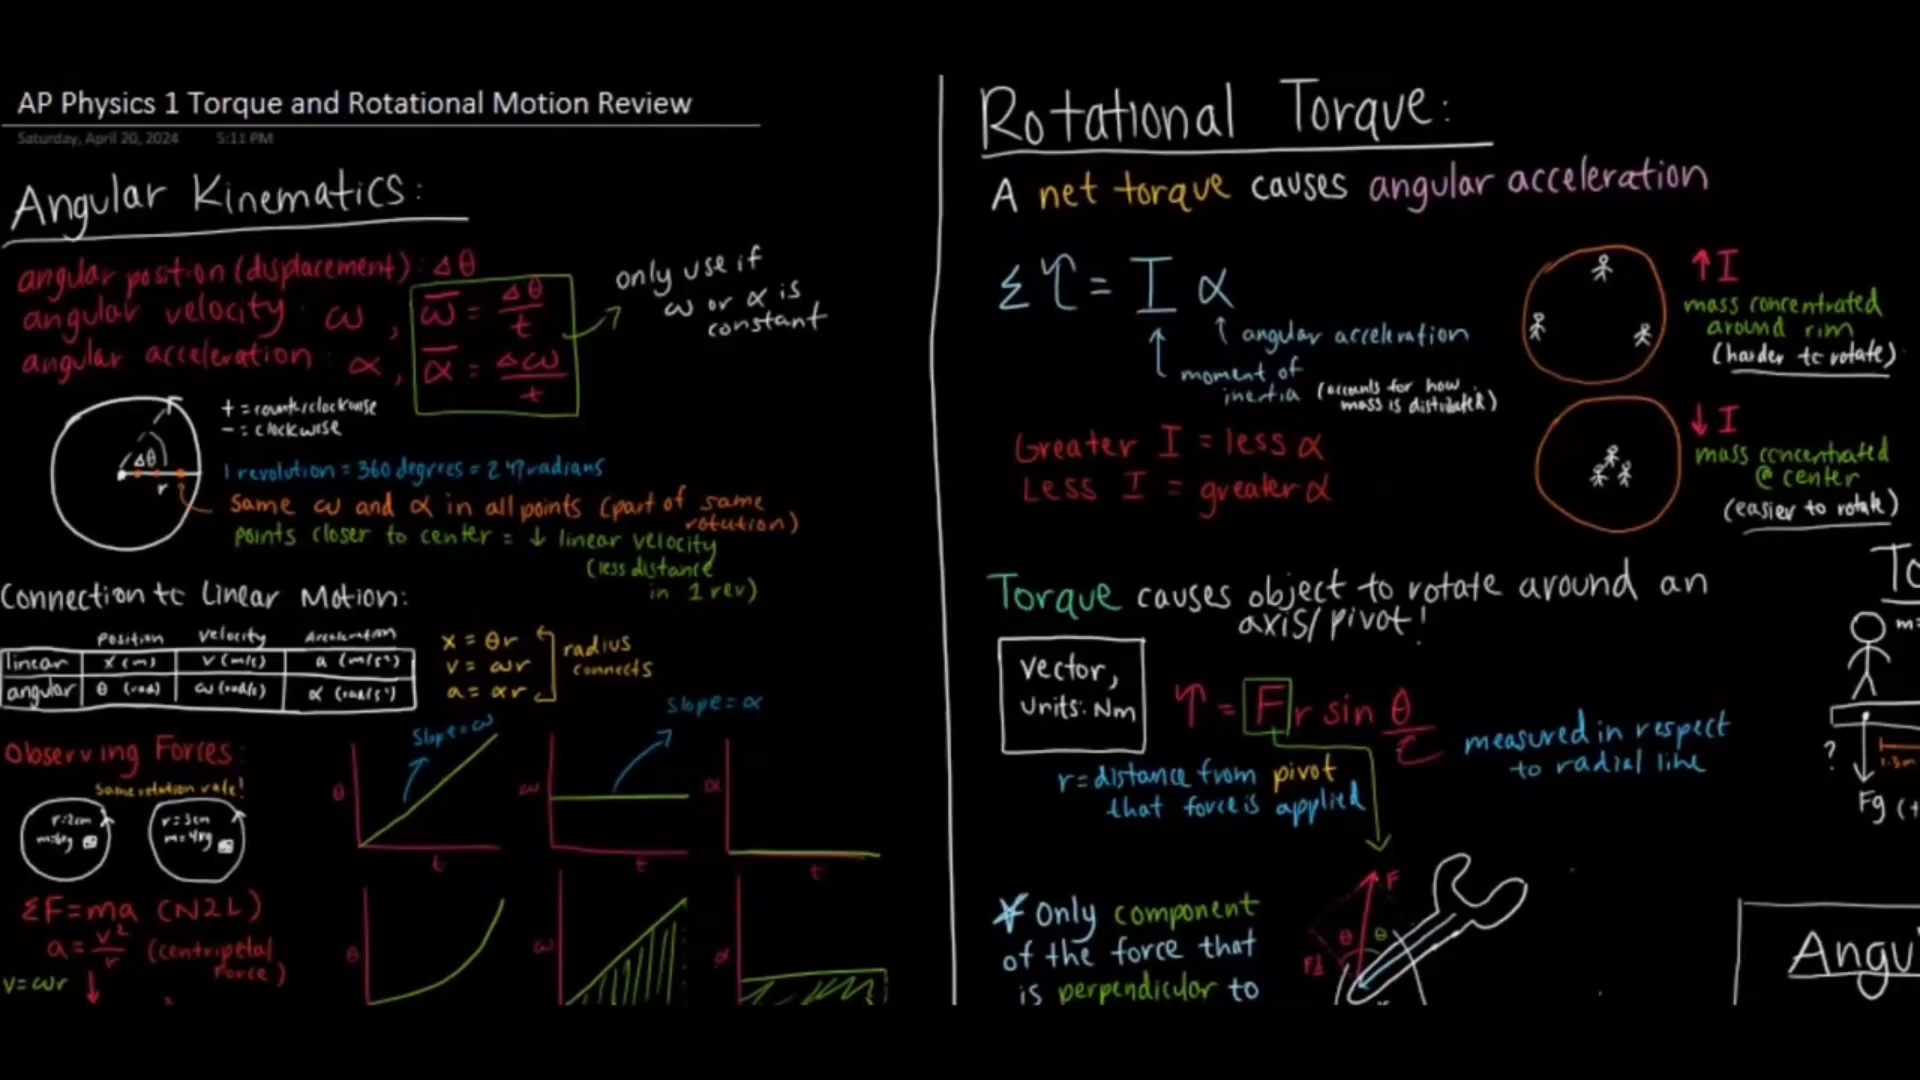 AP Physics 1 Torque and Rotational Motion Review
Saturday, April 20, 2024 5:11 PM
Angular Kinematics:
angular position (displacement): Δθ
angular velocity: ω, ω̅ = Δθ/t
angular acceleration: α, α̅ = Δω/t
only use if
ω or α is
constant
+ = counterclockwise
- = clockwise
Δθ
r
1 revolution = 360 degrees = 2π radians
Same ω and α in all points (part of same
rotation)
points closer to center = ↓ linear velocity
(less distance
in 1 rev)
Connection to Linear Motion:
Position Velocity Acceleration
linear x (m) v (m/s) a (m/s²)
angular θ (rad) ω (rad/s) α (rad/s²)
x = θr
v = ωr
a = αr
radius
connects
Observing Forces:
same rotation rate!
r=2cm
r=3cm
m=4kg
Slope = ω
θ
t
Slope = α
ω
t
α
t
θ
ω
α
ΣF=ma (N2L)
a = v²/r (centripetal
force)
v=ωr
Rotational Torque:
A net torque causes angular acceleration
Στ = I α
angular acceleration
moment of
inertia (accounts for how
mass is distributed)
Greater I = less α
Less I = greater α
↑ I
mass concentrated
around rim
(harder to rotate)
↓ I
mass concentrated
@ center
(easier to rotate)
Torque causes object to rotate around an
axis/pivot!
vector,
units: Nm
τ = Fr sin θ
measured in respect
to radial line
r = distance from pivot
that force is applied
* Only component
of the force that
is perpendicular to
F
θ
θ
To
m=
?
1.5m
Fg (+
Angu